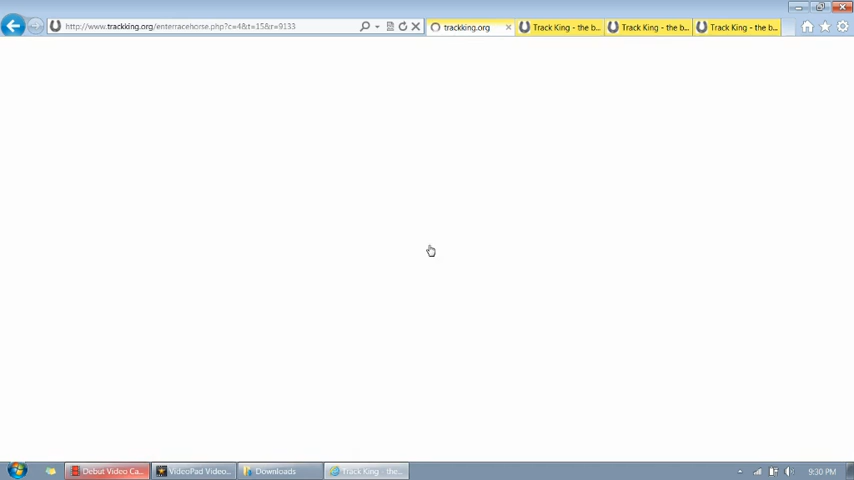 http://www.trackking.org/enterracehorse.php?c=4&t=15&r=9133
trackking.org
Track King - the b...
Track King - the b...
Track King - the b...
Debut Video Ca...
VideoPad Video...
Downloads
Track King - the...
9:30 PM